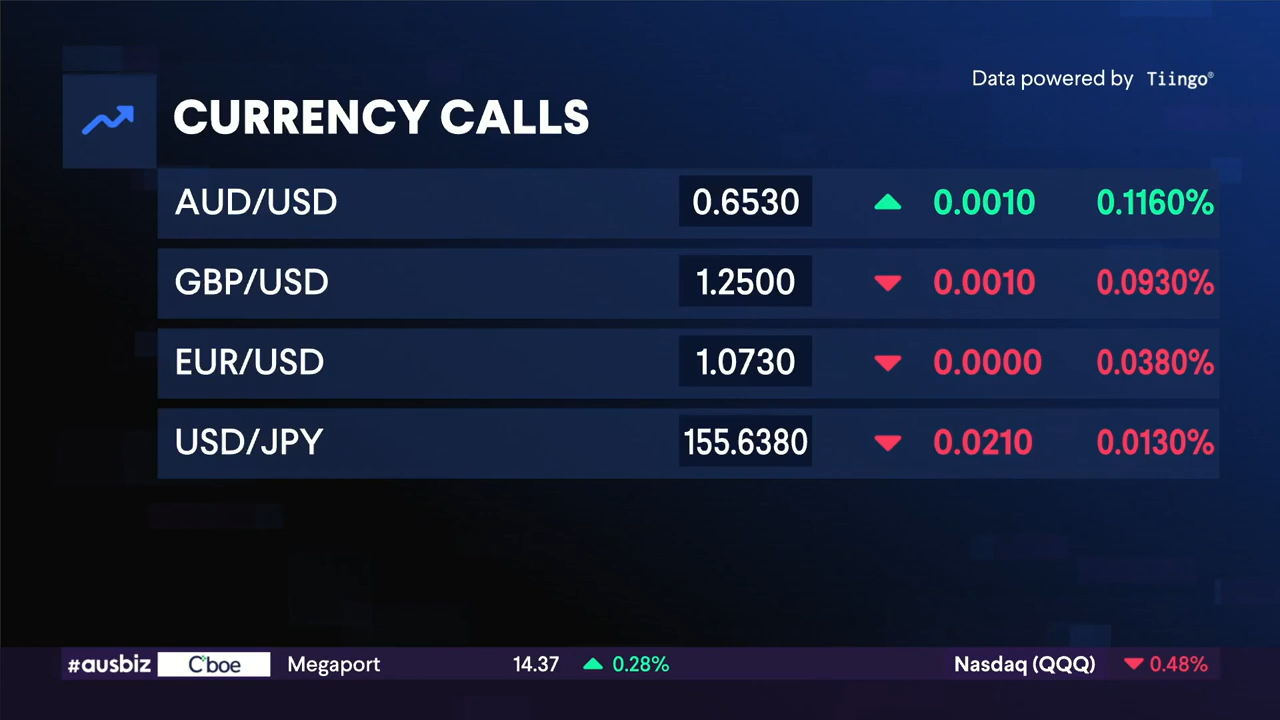 Data powered by Tiingo®
CURRENCY CALLS
AUD/USD 0.6530 ▲ 0.0010 0.1160%
GBP/USD 1.2500 ▼ 0.0010 0.0930%
EUR/USD 1.0730 ▼ 0.0000 0.0380%
USD/JPY 155.6380 ▼ 0.0210 0.0130%
#ausbiz Cboe Megaport 14.37 ▲ 0.28% Nasdaq (QQQ) ▼ 0.48%